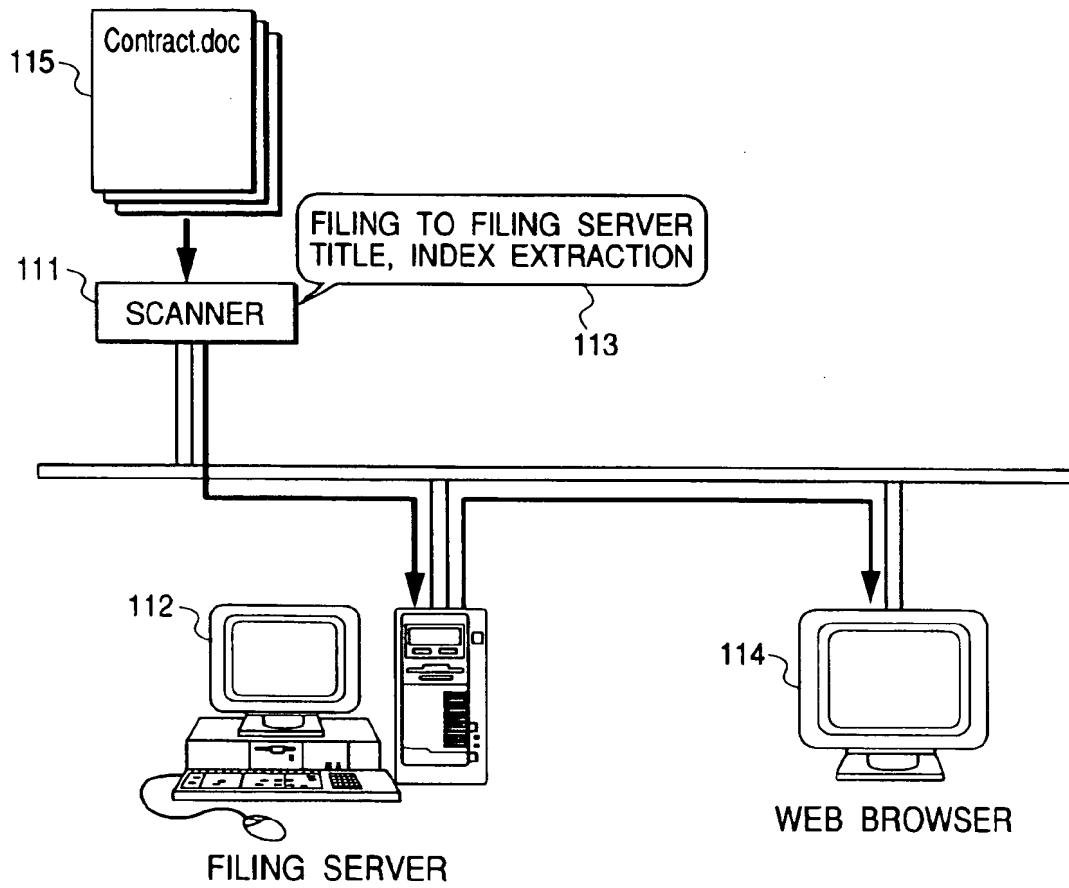 Contract.doc
115
FILING TO FILING SERVER
TITLE, INDEX EXTRACTION
111
SCANNER
113
112
114
WEB BROWSER
FILING SERVER